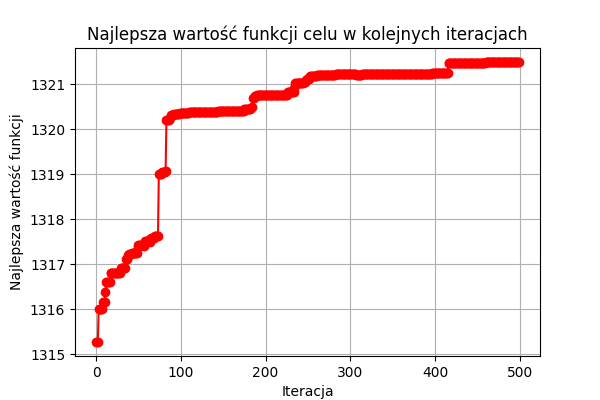 Najlepsza wartość funkcji celu w kolejnych iteracjach
Najlepsza wartość funkcji
1321
1320
1319
1318
1317
1316
1315
0 100 200 300 400 500
Iteracja